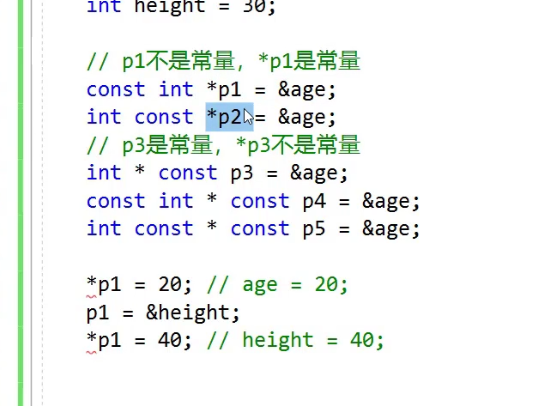 int height = 30;
// p1不是常量，*p1是常量
const int *p1 = &age;
int const *p2 = &age;
// p3是常量，*p3不是常量
int * const p3 = &age;
const int * const p4 = &age;
int const * const p5 = &age;
*p1 = 20; // age = 20;
p1 = &height;
*p1 = 40; // height = 40;